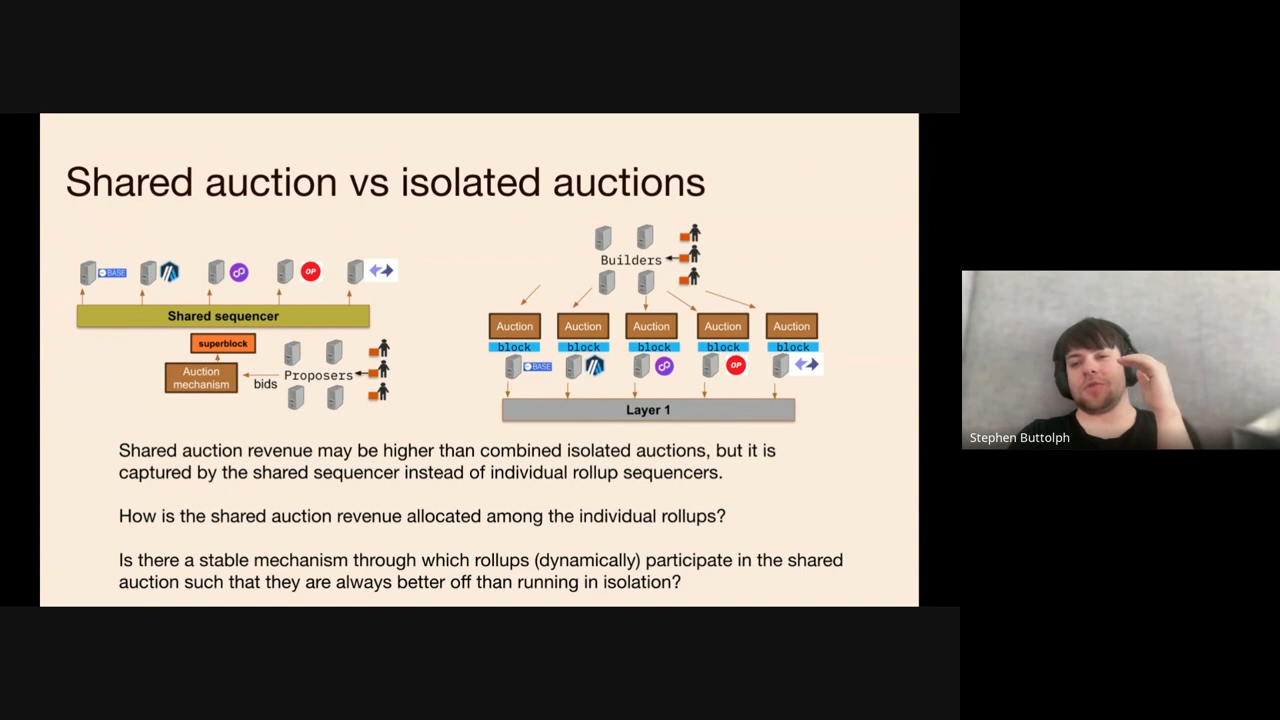 Shared auction vs isolated auctions
BASE
OP
Shared sequencer
superblock
Auction
mechanism
bids
Proposers
Builders
Auction
Auction
Auction
Auction
Auction
block
block
block
block
block
BASE
OP
Layer 1
Shared auction revenue may be higher than combined isolated auctions, but it is
captured by the shared sequencer instead of individual rollup sequencers.
How is the shared auction revenue allocated among the individual rollups?
Is there a stable mechanism through which rollups (dynamically) participate in the shared
auction such that they are always better off than running in isolation?
Stephen Buttolph